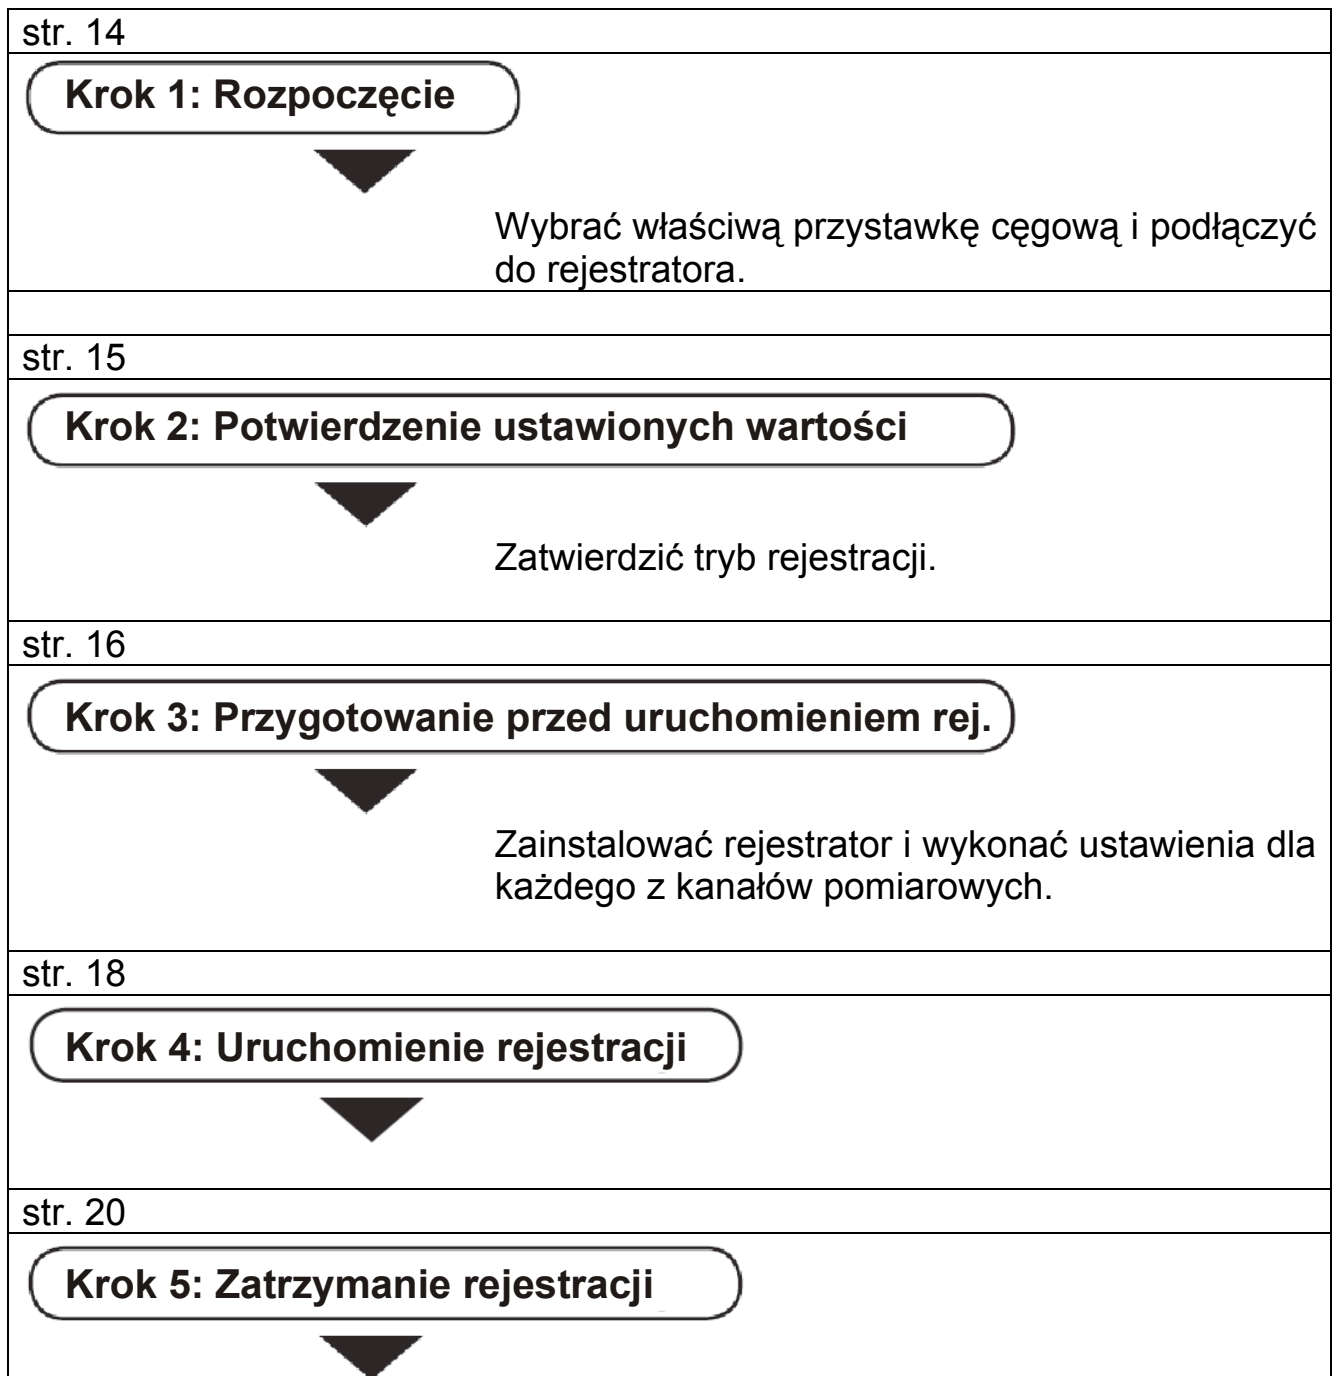 str. 14
Krok 1: Rozpoczęcie
Wybrać właściwą przystawkę cęgową i podłączyć
do rejestratora.
str. 15
Krok 2: Potwierdzenie ustawionych wartości
Zatwierdzić tryb rejestracji.
str. 16
Krok 3: Przygotowanie przed uruchomieniem rej.
Zainstalować rejestrator i wykonać ustawienia dla
każdego z kanałów pomiarowych.
str. 18
Krok 4: Uruchomienie rejestracji
str. 20
Krok 5: Zatrzymanie rejestracji